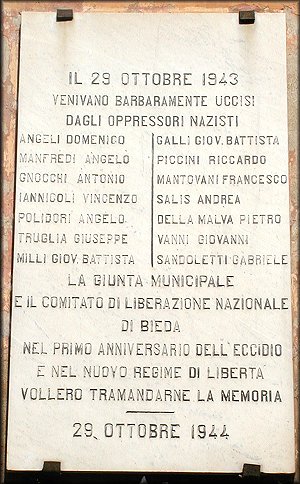 IL 29 OTTOBRE 1943
VENIVANO BARBARAMENTE UCCISI
DAGLI OPPRESSORI NAZISTI
ANGELI DOMENICO
MANFREDI ANGELO
GNOCCHI ANTONIO
IANNICOLI VINCENZO
POLIDORI ANGELO
TRUGLIA GIUSEPPE
MILLI GIOV. BATTISTA
GALLI GIOV. BATTISTA
PICCINI RICCARDO
MANTOVANI FRANCESCO
SALIS ANDREA
DELLA MALVA PIETRO
VANNI GIOVANNI
SANDOLETTI GABRIELE
LA GIUNTA MUNICIPALE
E IL COMITATO DI LIBERAZIONE NAZIONALE
DI BIEDA
NEL PRIMO ANNIVERSARIO DELL'ECCIDIO
E NEL NUOVO REGIME DI LIBERTA
VOLLERO TRAMANDARNE LA MEMORIA
29 OTTOBRE 1944